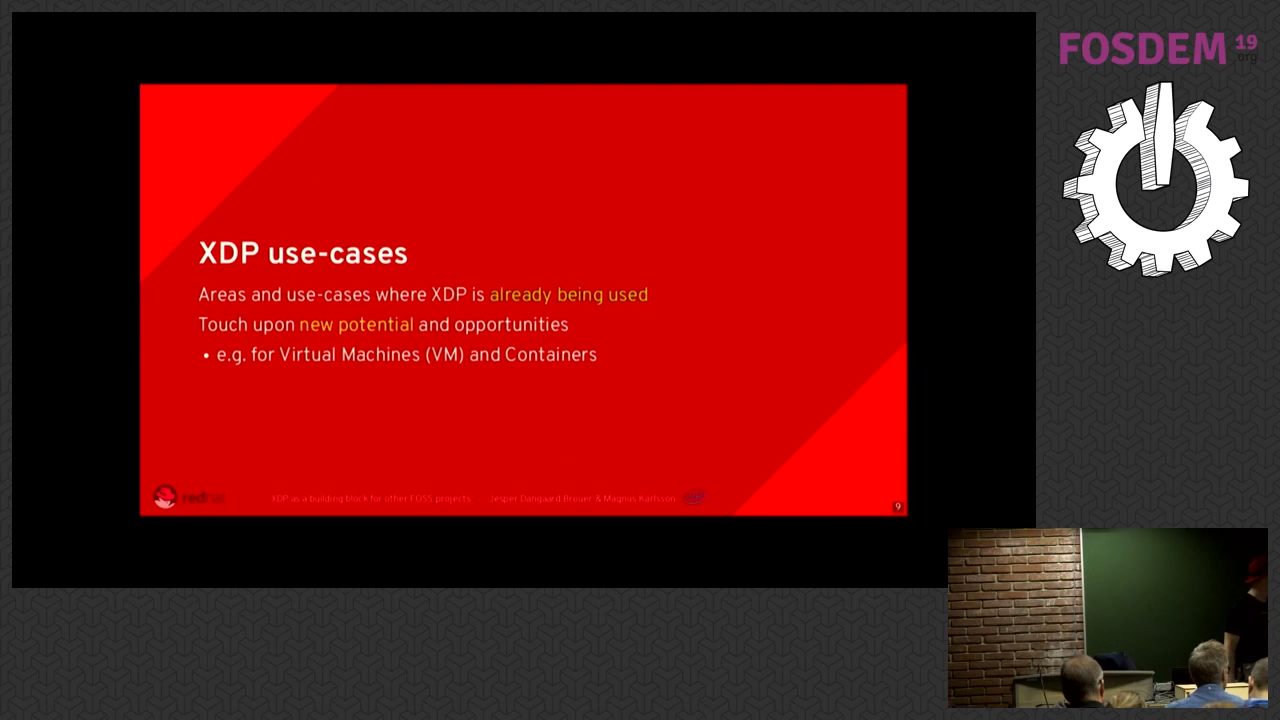 FOSDEM 19
.org
XDP use-cases
Areas and use-cases where XDP is already being used
Touch upon new potential and opportunities
• e.g. for Virtual Machines (VM) and Containers
redhat
XDP as a building block for other FOSS projects
Jesper Dangaard Brouer & Magnus Karlsson
intel
9